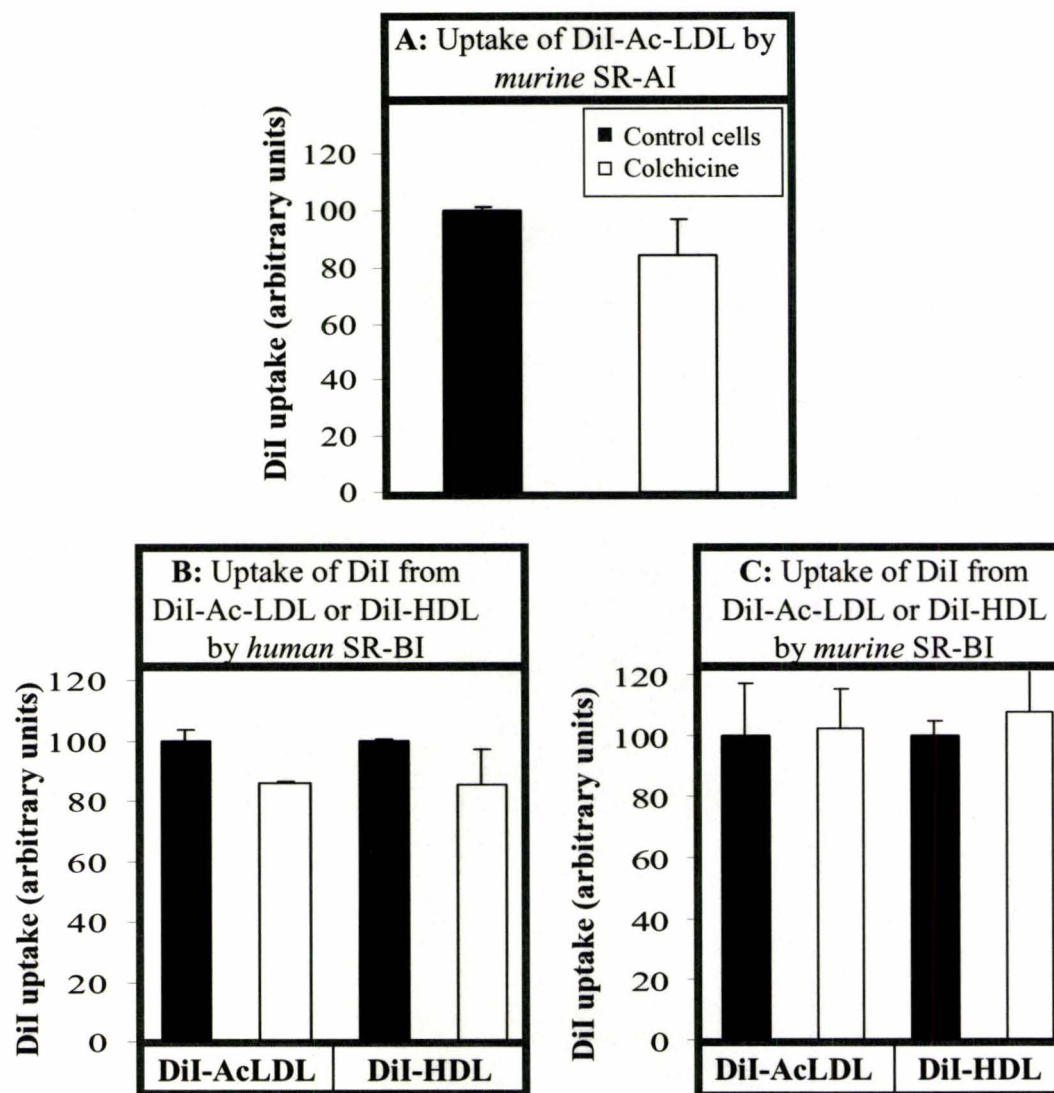 A: Uptake of DiI-Ac-LDL by
murine SR-AI
DiI uptake (arbitrary units)
120
100
80
60
40
20
0
Control cells
Colchicine
B: Uptake of DiI from
DiI-Ac-LDL or DiI-HDL
by human SR-BI
DiI uptake (arbitrary units)
120
100
80
60
40
20
0
DiI-AcLDL
DiI-HDL
C: Uptake of DiI from
DiI-Ac-LDL or DiI-HDL
by murine SR-BI
DiI uptake (arbitrary units)
120
100
80
60
40
20
0
DiI-AcLDL
DiI-HDL